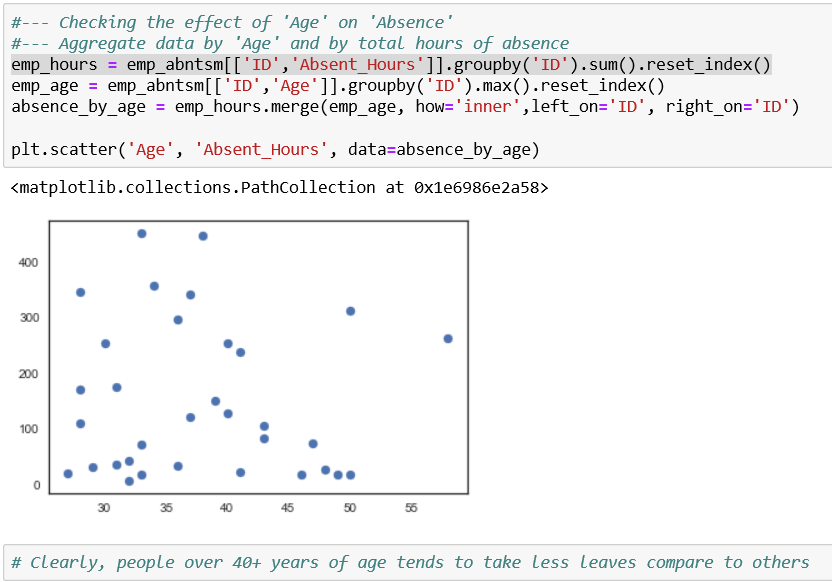 #--- Checking the effect of 'Age' on 'Absence'
#--- Aggregate data by 'Age' and by total hours of absence
emp_hours = emp_abntsm[['ID','Absent_Hours']].groupby('ID').sum().reset_index()
emp_age = emp_abntsm[['ID','Age']].groupby('ID').max().reset_index()
absence_by_age = emp_hours.merge(emp_age, how='inner',left_on='ID', right_on='ID')
plt.scatter('Age', 'Absent_Hours', data=absence_by_age)
<matplotlib.collections.PathCollection at 0x1e6986e2a58>
400
300
200
100
0
30 35 40 45 50 55
# Clearly, people over 40+ years of age tends to take less leaves compare to others